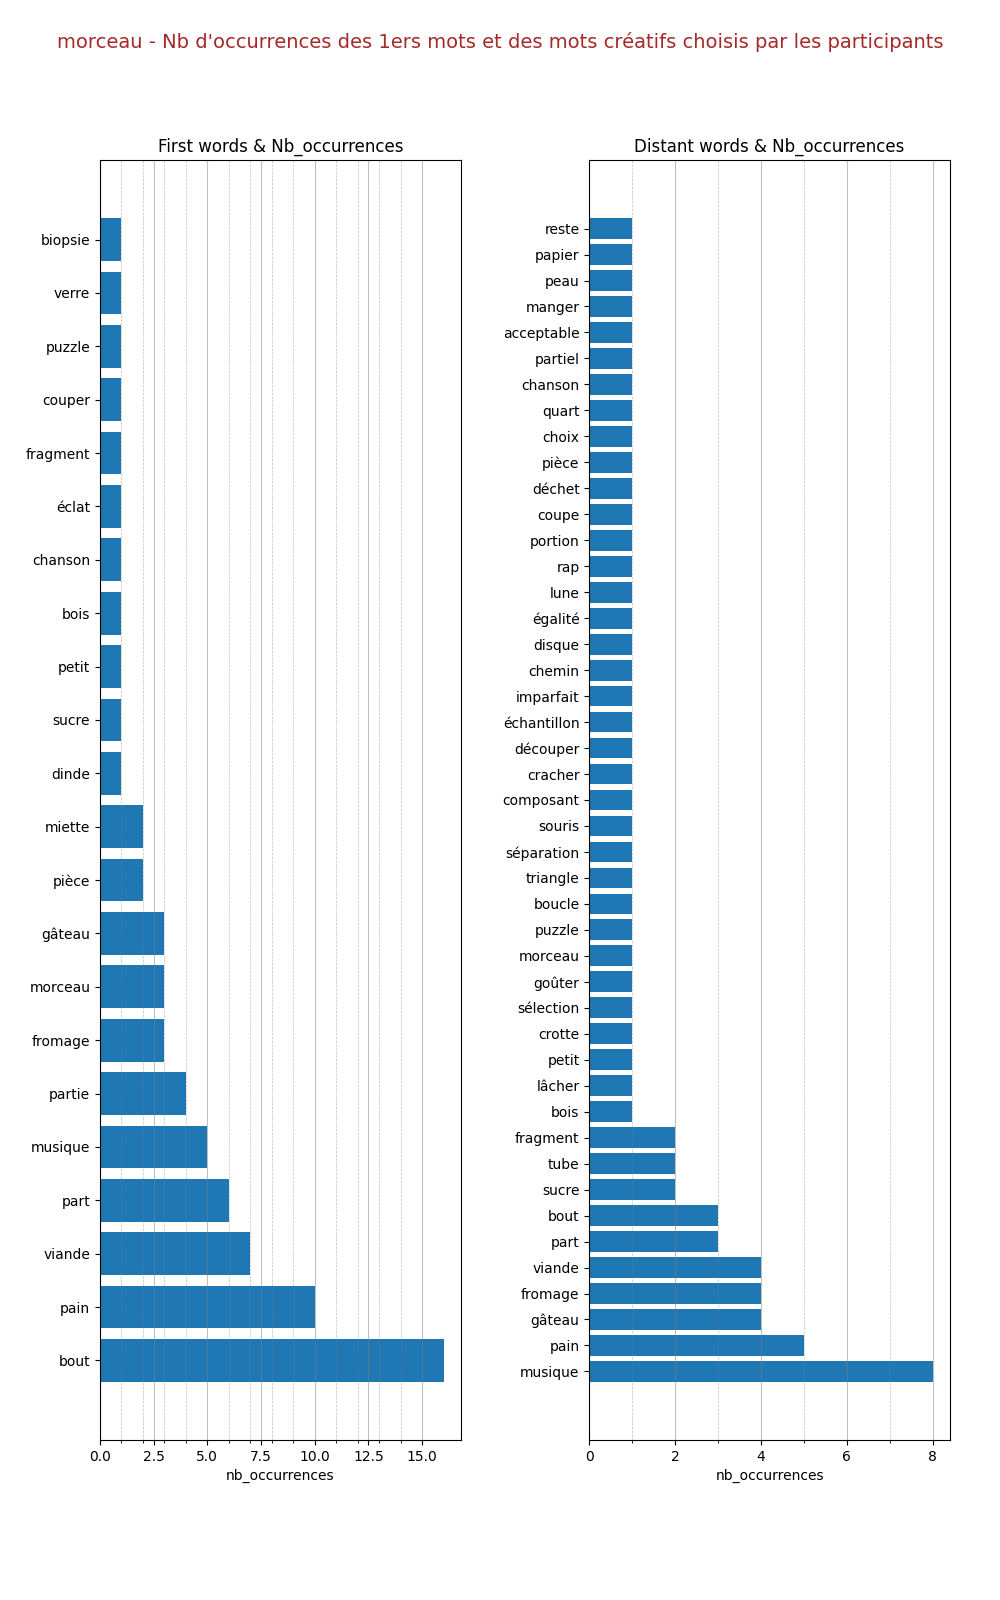 morceau - Nb d'occurrences des 1ers mots et des mots créatifs choisis par les participants
First words & Nb_occurrences
biopsie
verre
puzzle
couper
fragment
éclat
chanson
bois
petit
sucre
dinde
miette
pièce
gâteau
morceau
fromage
partie
musique
part
viande
pain
bout
0.0 2.5 5.0 7.5 10.0 12.5 15.0
nb_occurrences
Distant words & Nb_occurrences
reste
papier
peau
manger
acceptable
partiel
chanson
quart
choix
pièce
déchet
coupe
portion
rap
lune
égalité
disque
chemin
imparfait
échantillon
découper
cracher
composant
souris
séparation
triangle
boucle
puzzle
morceau
goûter
sélection
crotte
petit
lâcher
bois
fragment
tube
sucre
bout
part
viande
fromage
gâteau
pain
musique
0 2 4 6 8
nb_occurrences